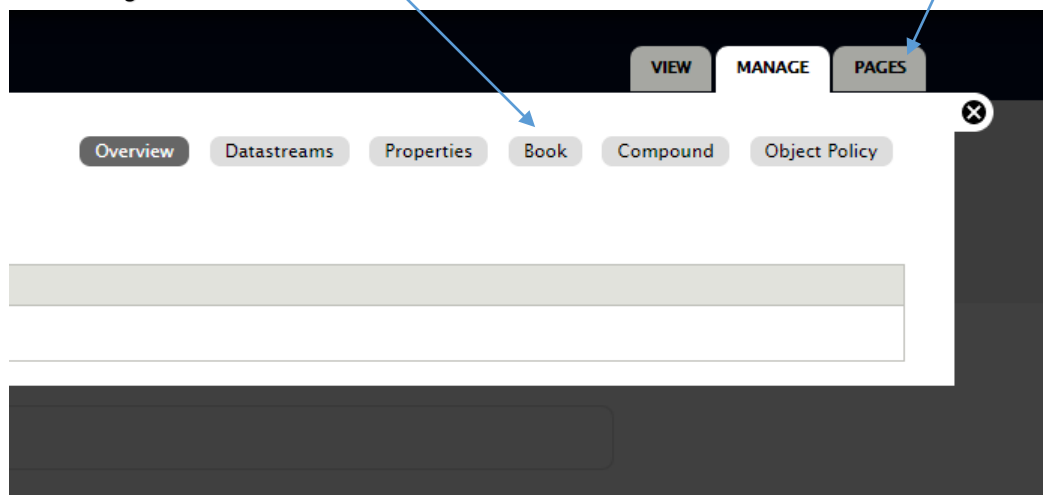 VIEW MANAGE PAGES
Overview Datastreams Properties Book Compound Object Policy